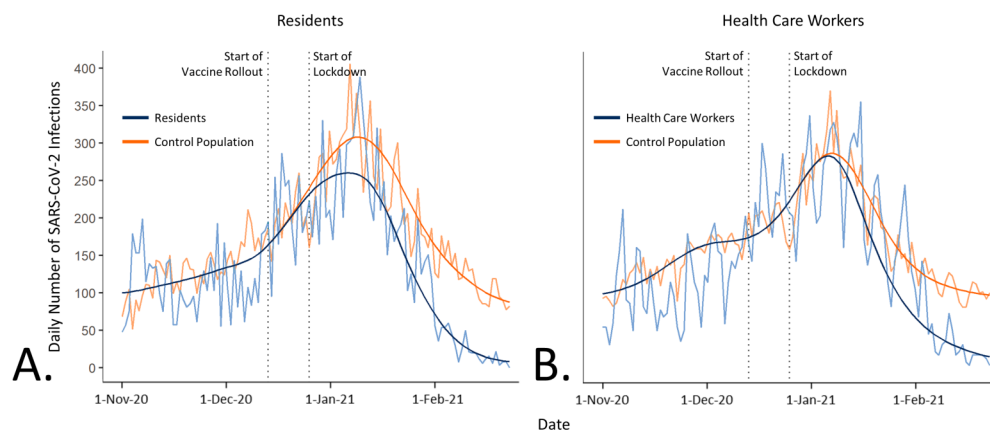 Residents
Health Care Workers
Start of
Vaccine Rollout
Start of
Lockdown
Start of
Vaccine Rollout
Start of
Lockdown
Daily Number of SARS-CoV-2 Infections
400
350
300
250
200
150
100
50
0
Residents
Control Population
Health Care Workers
Control Population
A.
B.
1-Nov-20
1-Dec-20
1-Jan-21
1-Feb-21
1-Nov-20
1-Dec-20
1-Jan-21
1-Feb-21
Date